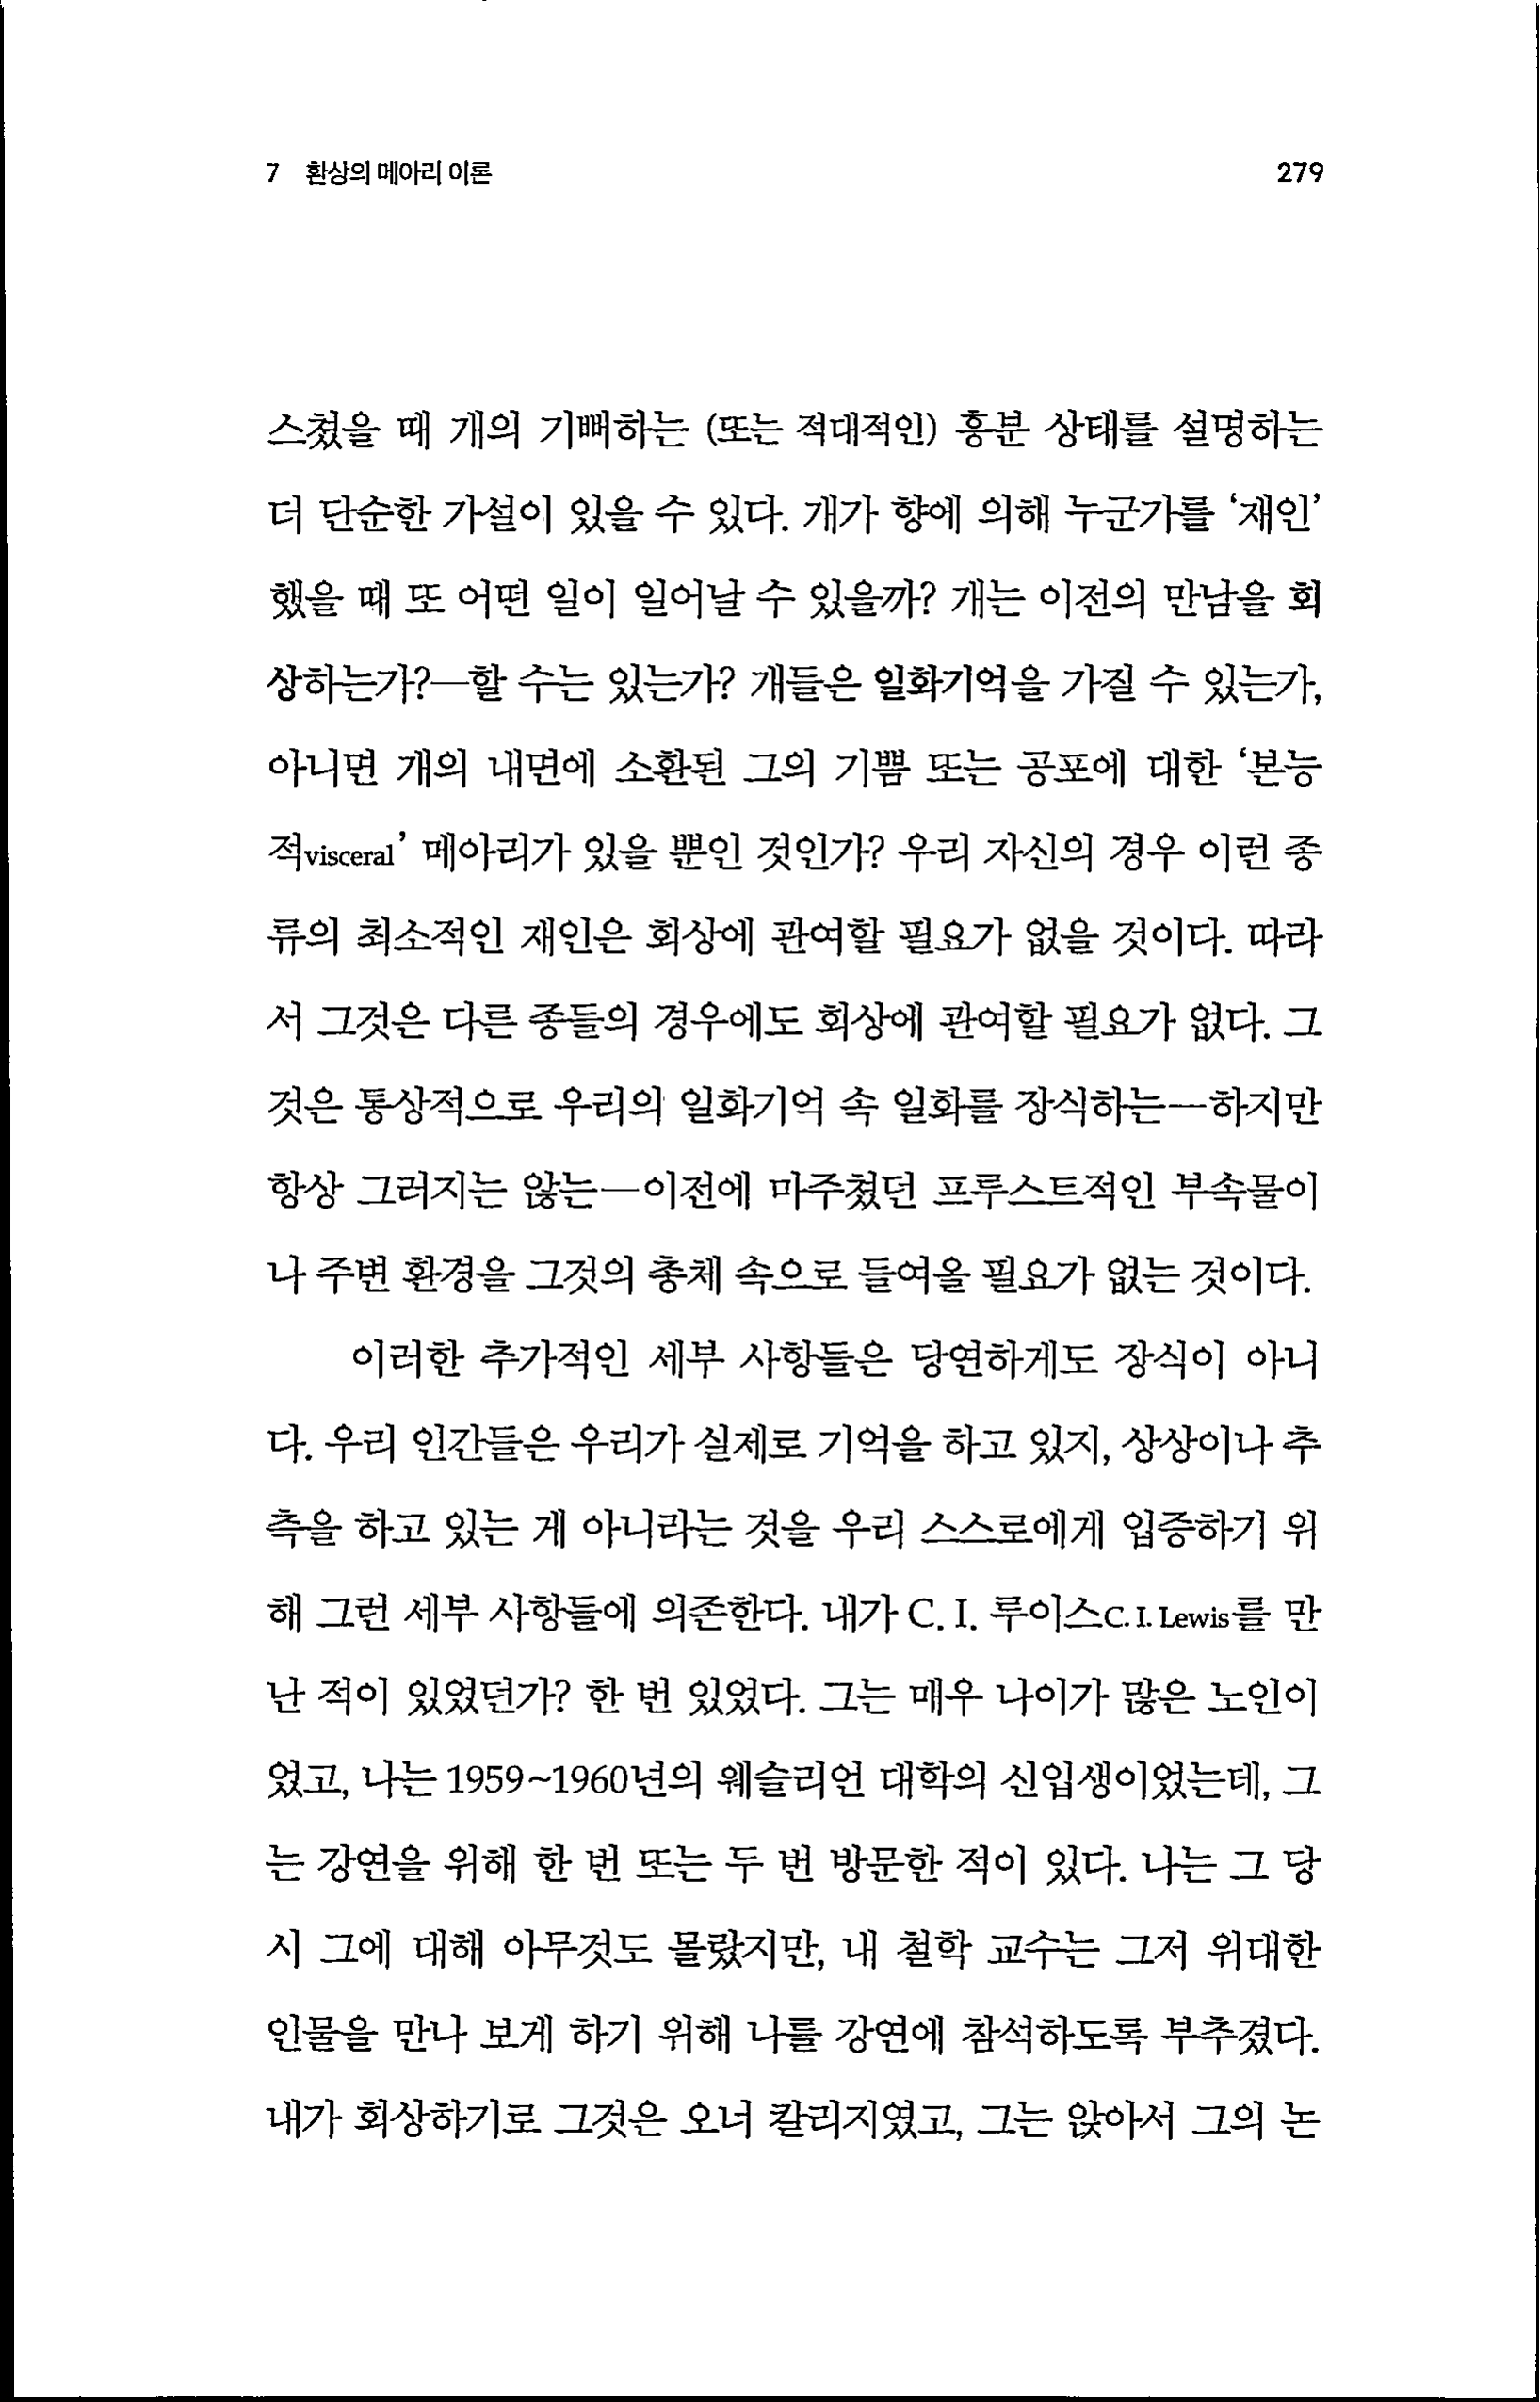 7 환상의 메아리 이론 279
스쳤을 때 개의 기뻐하는 (또는 적대적인) 흥분 상태를 설명하는
더 단순한 가설이 있을 수 있다. 개가 향에 의해 누군가를 ‘재인’
했을 때 또 어떤 일이 일어날 수 있을까? 개는 이전의 만남을 회
상하는가?—할 수는 있는가? 개들은 일화기억을 가질 수 있는가,
아니면 개의 내면에 소환된 그의 기쁨 또는 공포에 대한 ‘본능
적visceral’ 메아리가 있을 뿐인 것인가? 우리 자신의 경우 이런 종
류의 최소적인 재인은 회상에 관여할 필요가 없을 것이다. 따라
서 그것은 다른 종들의 경우에도 회상에 관여할 필요가 없다. 그
것은 통상적으로 우리의 일화기억 속 일화를 장식하는—하지만
항상 그러지는 않는—이전에 마주쳤던 프루스트적인 부속물이
나 주변 환경을 그것의 총체 속으로 들여올 필요가 없는 것이다.
이러한 추가적인 세부 사항들은 당연하게도 장식이 아니
다. 우리 인간들은 우리가 실제로 기억을 하고 있지, 상상이나 추
측을 하고 있는 게 아니라는 것을 우리 스스로에게 입증하기 위
해 그런 세부 사항들에 의존한다. 내가 C. I. 루이스C. I. Lewis를 만
난 적이 있었던가? 한 번 있었다. 그는 매우 나이가 많은 노인이
었고, 나는 1959~1960년의 웨슬리언 대학의 신입생이었는데, 그
는 강연을 위해 한 번 또는 두 번 방문한 적이 있다. 나는 그 당
시 그에 대해 아무것도 몰랐지만, 내 철학 교수는 그저 위대한
인물을 만나 보게 하기 위해 나를 강연에 참석하도록 부추겼다.
내가 회상하기로 그것은 오너 칼리지였고, 그는 앉아서 그의 논